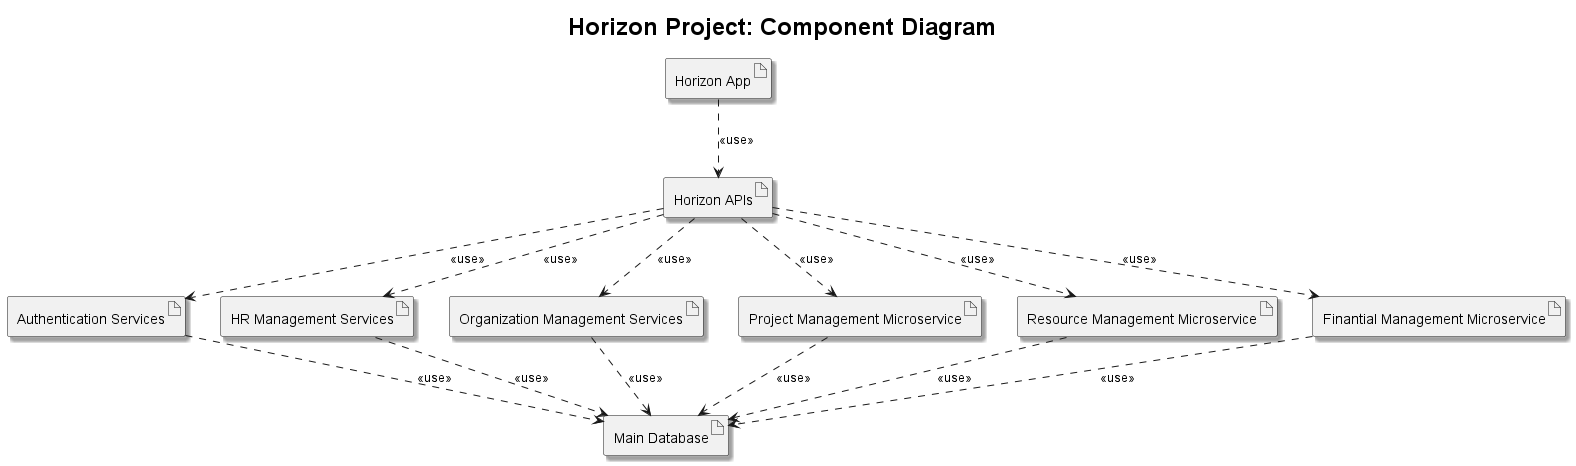 Horizon Project: Component Diagram
Horizon App
«use»
Horizon APIs
«use»
«use»
«use»
«use»
«use»
«use»
Authentication Services
HR Management Services
Organization Management Services
Project Management Microservice
Resource Management Microservice
Finantial Management Microservice
«use»
«use»
«use»
«use»
«use»
«use»
Main Database